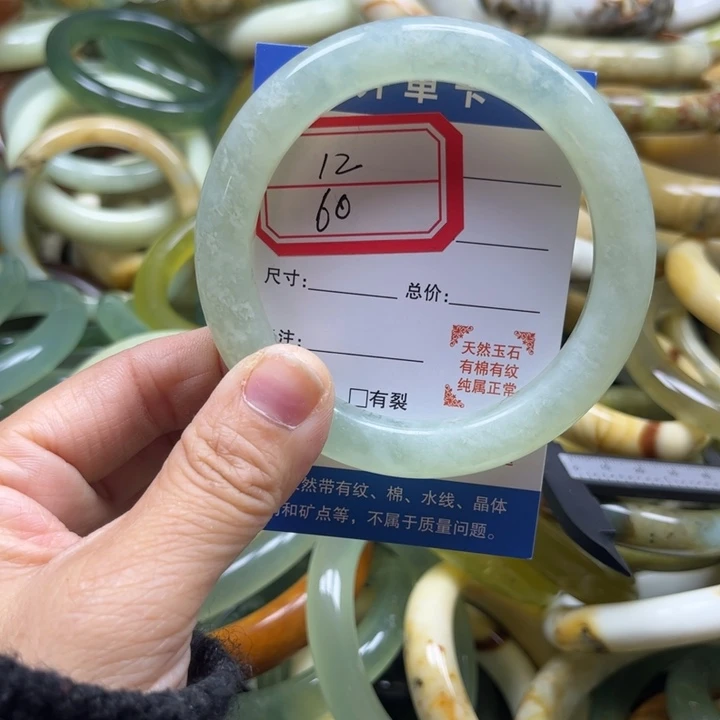 单卡
12
60
尺寸:
总价:
注:
天然玉石
有棉有纹
纯属正常
□有裂
然带有纹、棉、水线、晶体
和矿点等，不属于质量问题。